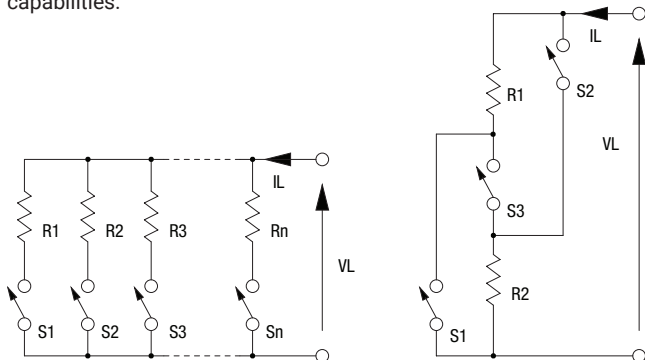 capabilities.
IL
R1
S2
VL
S3
R2
S1
IL
R1
R2
R3
Rn
VL
S1
S2
S3
Sn